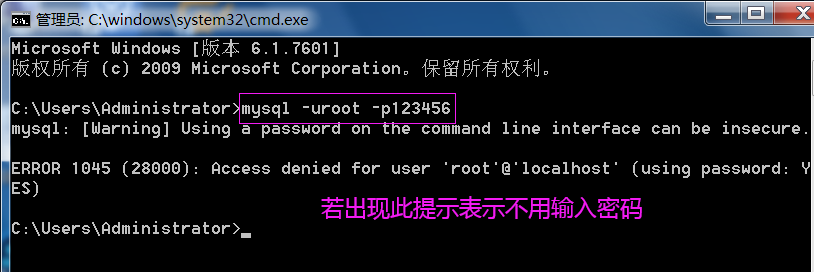 管理员: C:\windows\system32\cmd.exe
Microsoft Windows [版本 6.1.7601]
版权所有 (c) 2009 Microsoft Corporation。保留所有权利。
C:\Users\Administrator>mysql -uroot -p123456
mysql: [Warning] Using a password on the command line interface can be insecure.
ERROR 1045 (28000): Access denied for user 'root'@'localhost' (using password: Y
ES)
若出现此提示表示不用输入密码
C:\Users\Administrator>